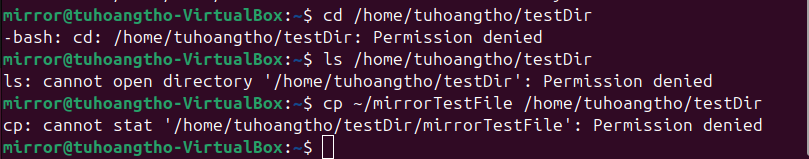 mirror@tuhoangtho-VirtualBox:~$ cd /home/tuhoangtho/testDir
-bash: cd: /home/tuhoangtho/testDir: Permission denied
mirror@tuhoangtho-VirtualBox:~$ ls /home/tuhoangtho/testDir
ls: cannot open directory '/home/tuhoangtho/testDir': Permission denied
mirror@tuhoangtho-VirtualBox:~$ cp ~/mirrorTestFile /home/tuhoangtho/testDir
cp: cannot stat '/home/tuhoangtho/testDir/mirrorTestFile': Permission denied
mirror@tuhoangtho-VirtualBox:~$